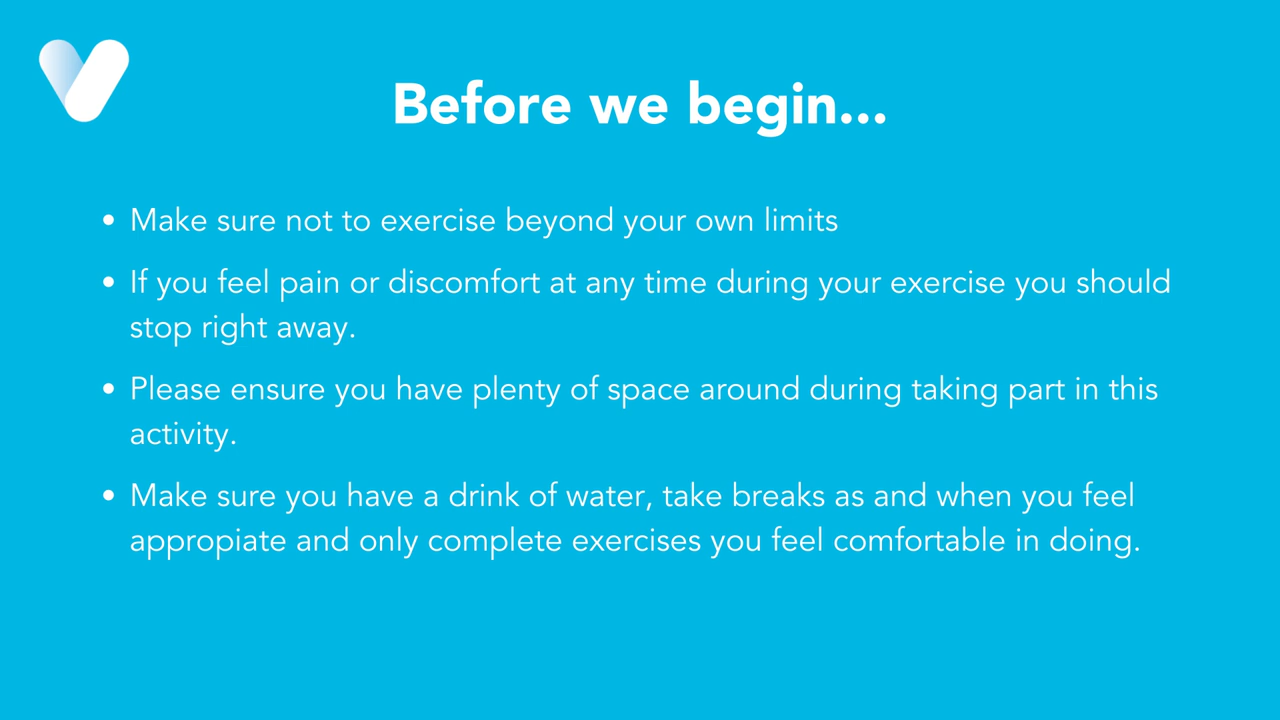 Before we begin...
• Make sure not to exercise beyond your own limits
• If you feel pain or discomfort at any time during your exercise you should
stop right away.
• Please ensure you have plenty of space around during taking part in this
activity.
• Make sure you have a drink of water, take breaks as and when you feel
appropiate and only complete exercises you feel comfortable in doing.